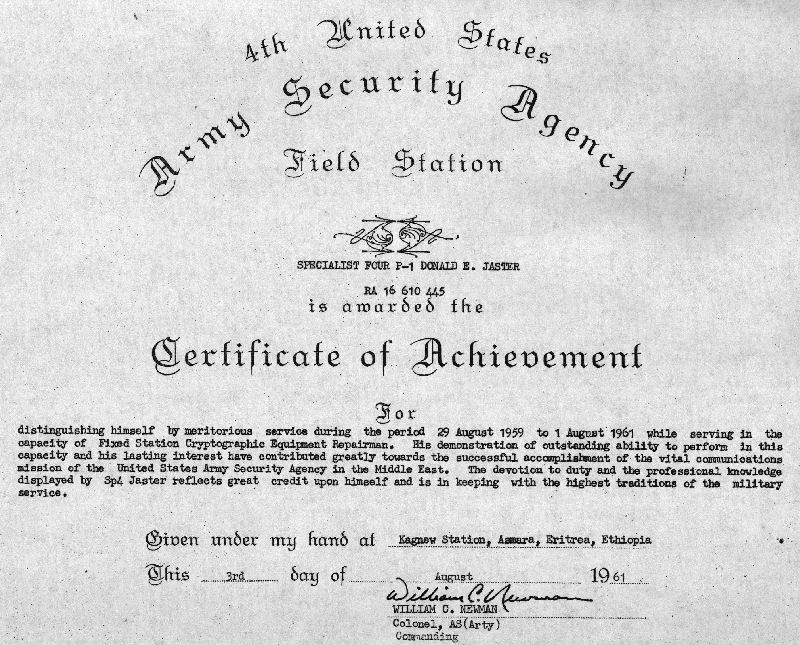 4th United States
Army Security Agency
Field Station
SPECIALIST FOUR P-1 DONALD E. JASTER
RA 16 610 445
is awarded the
Certificate of Achievement
For
distinguishing himself by meritorious service during the period 29 August 1959 to 1 August 1961 while serving in the
capacity of Fixed Station Cryptographic Equipment Repairman. His demonstration of outstanding ability to perform in this
capacity and his lasting interest have contributed greatly towards the successful accomplishment of the vital communications
mission of the United States Army Security Agency in the Middle East. The devotion to duty and the professional knowledge
displayed by Sp4 Jaster reflects great credit upon himself and is in keeping with the highest traditions of the military
service.
Given under my hand at Kagnew Station, Asmara, Eritrea, Ethiopia
This 3rd day of August 1961
William C. Newman
WILLIAM C. NEWMAN
Colonel, AS(Arty)
Commanding